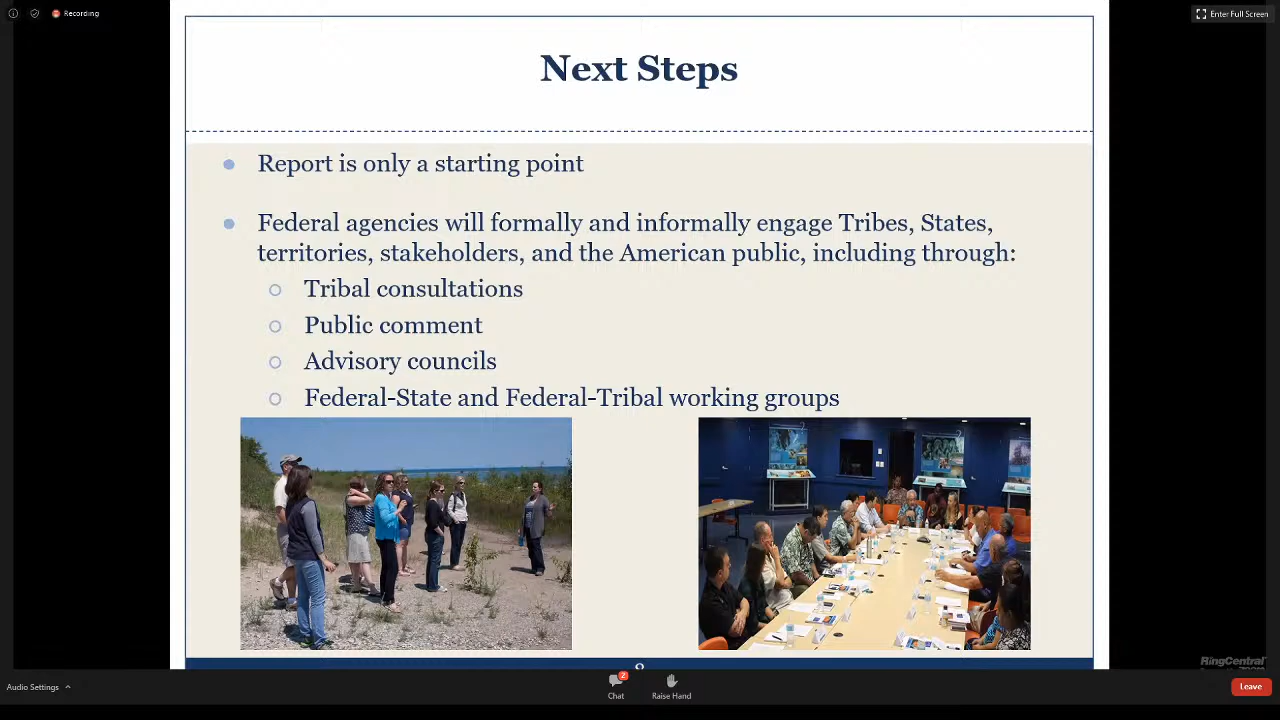 Recording
Enter Full Screen
Next Steps
Report is only a starting point
Federal agencies will formally and informally engage Tribes, States,
territories, stakeholders, and the American public, including through:
Tribal consultations
Public comment
Advisory councils
Federal-State and Federal-Tribal working groups
RingCentral
Audio Settings
2
Chat
Raise Hand
Leave